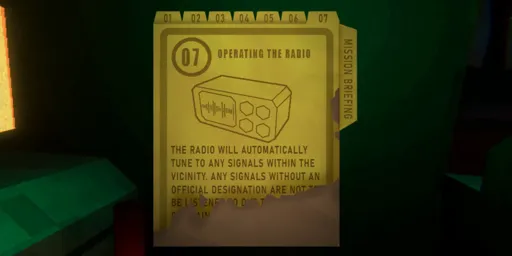 01 02 03 04 05 06 07
MISSION BRIEFING
07 OPERATING THE RADIO
THE RADIO WILL AUTOMATICALLY
TUNE TO ANY SIGNALS WITHIN THE
VICINITY. ANY SIGNALS WITHOUT AN
OFFICIAL DESIGNATION ARE NOT
BE